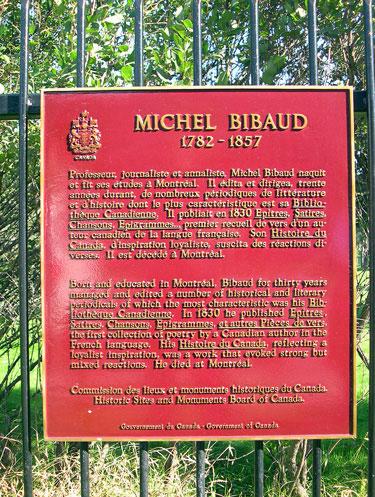 MICHEL BIBAUD
1782 - 1857
CANADA
Professeur, journaliste et annaliste, Michel Bibaud naquit
et fit ses études à Montréal. Il édita et dirigea, trente
années durant, de nombreux périodiques de littérature
et d'histoire dont le plus caractéristique est sa Biblio-
thèque Canadienne. Il publiait en 1830 Epîtres, Satires,
Chansons, Epigrammes..., premier recueil de vers d'un au-
teur canadien de la langue française. Son Histoire du
Canada, d'inspiration loyaliste, suscita des réactions di-
verses. Il est décédé à Montréal.
Born and educated in Montréal, Bibaud for thirty years
managed and edited a number of historical and literary
periodicals of which the most characteristic was his Bib-
liothèque Canadienne. In 1830 he published Epîtres,
Satires, Chansons, Epigrammes, et autres Pièces de vers,
the first collection of poetry by a Canadian author in the
French language. His Histoire du Canada, reflecting a
loyalist inspiration, was a work that evoked strong but
mixed reactions. He died at Montréal.
Commission des lieux et monuments historiques du Canada.
Historic Sites and Monuments Board of Canada.
Gouvernement du Canada - Government of Canada